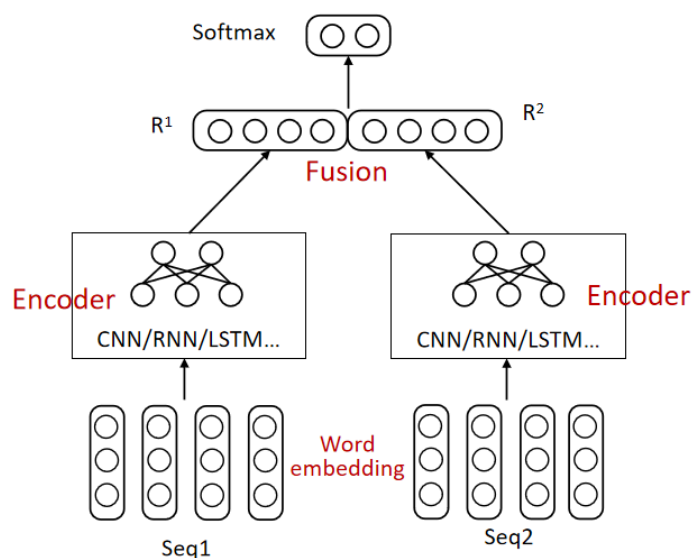 Softmax
R¹
R²
Fusion
Encoder
Encoder
CNN/RNN/LSTM...
CNN/RNN/LSTM...
Word
embedding
Seq1
Seq2